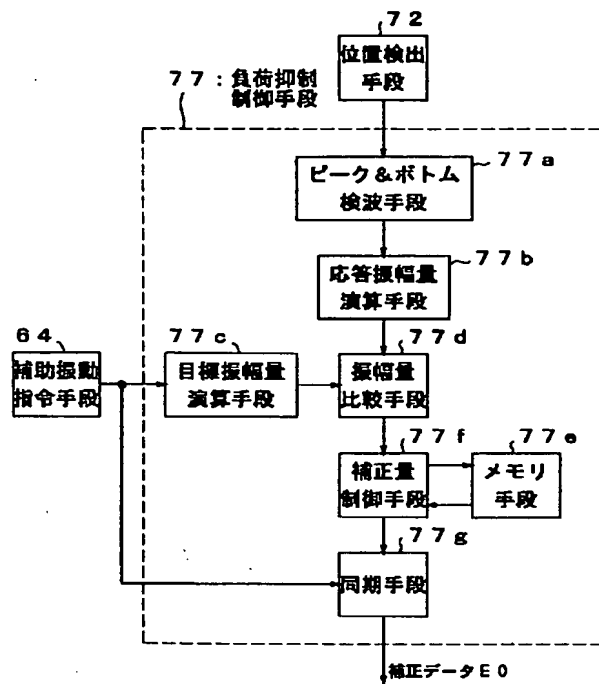 ７２
位置検出
手段
７７：負荷抑制
制御手段
７７ａ
ピーク＆ボトム
検波手段
７７ｂ
応答振幅量
演算手段
６４
補助振動
指令手段
７７ｃ
目標振幅量
演算手段
７７ｄ
振幅量
比較手段
７７ｆ
補正量
制御手段
７７ｅ
メモリ
手段
７７ｇ
同期手段
補正データＥ０